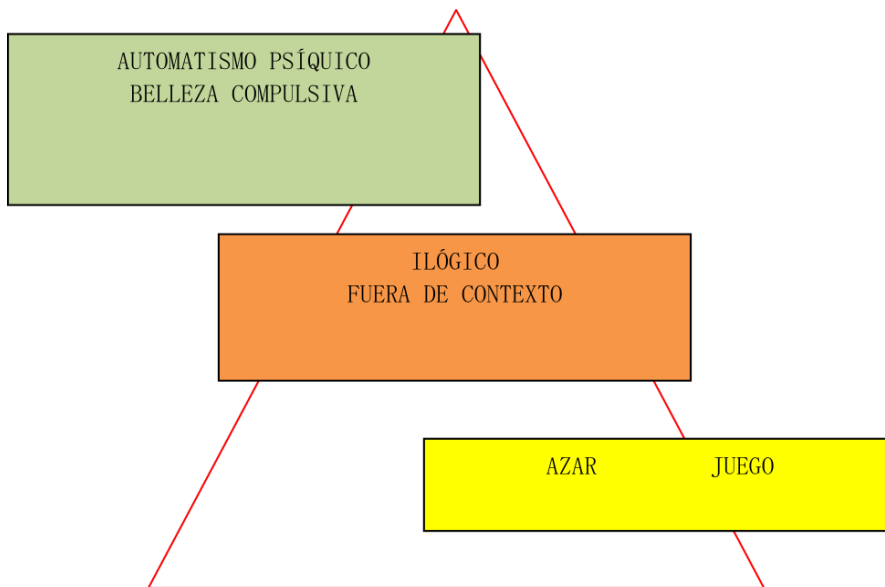 AUTOMATISMO PSÍQUICO
BELLEZA COMPULSIVA
ILÓGICO
FUERA DE CONTEXTO
AZAR JUEGO